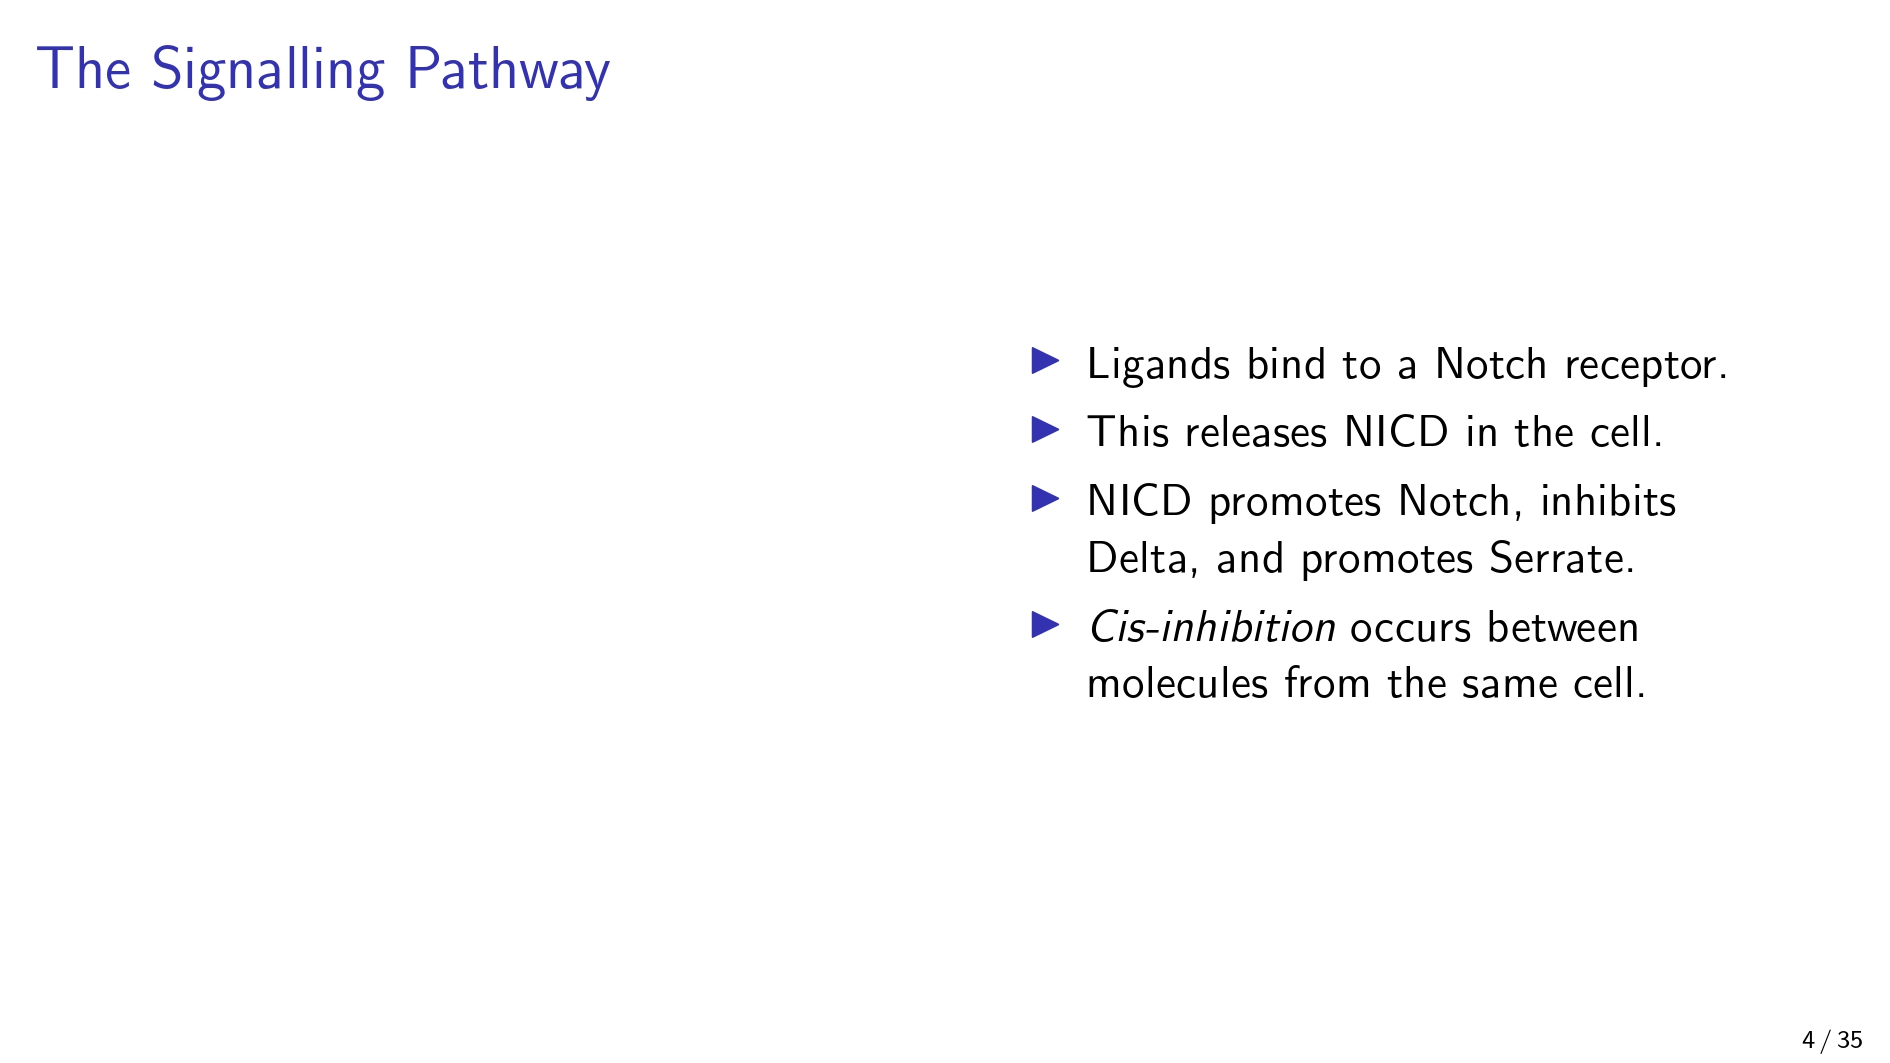 The Signalling Pathway
Ligands bind to a Notch receptor.
This releases NICD in the cell.
NICD promotes Notch, inhibits
Delta, and promotes Serrate.
Cis-inhibition occurs between
molecules from the same cell.
4 / 35